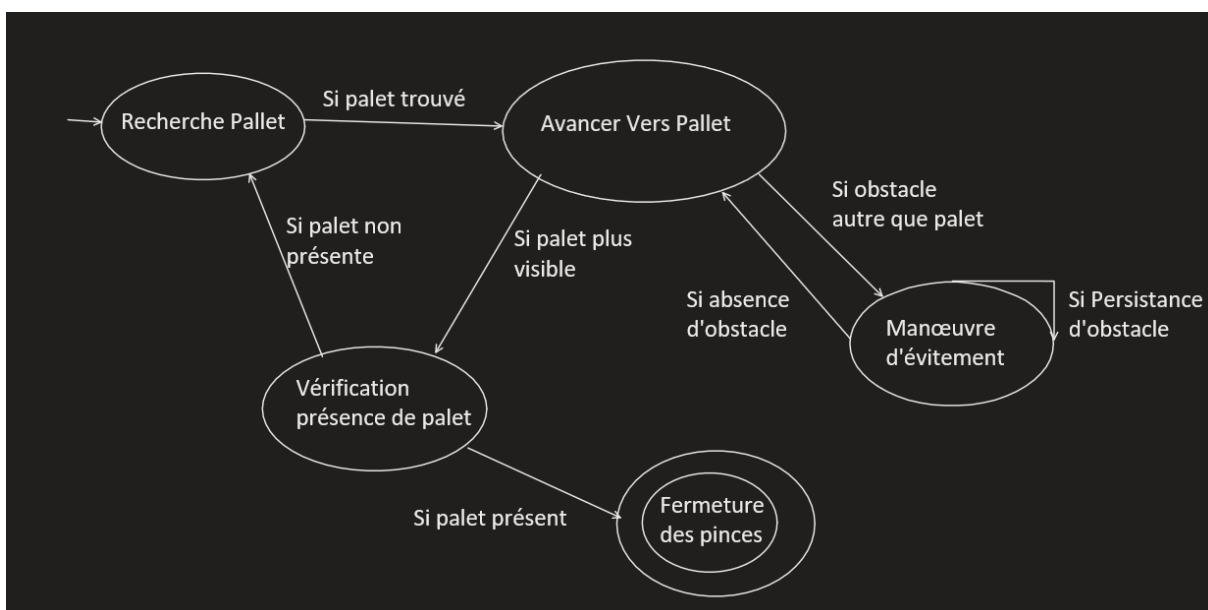 Recherche Pallet
Si palet trouvé
Avancer Vers Pallet
Si obstacle
autre que palet
Si palet non
présente
Si palet plus
visible
Si absence
d'obstacle
Manœuvre
d'évitement
Si Persistance
d'obstacle
Vérification
présence de palet
Si palet présent
Fermeture
des pinces